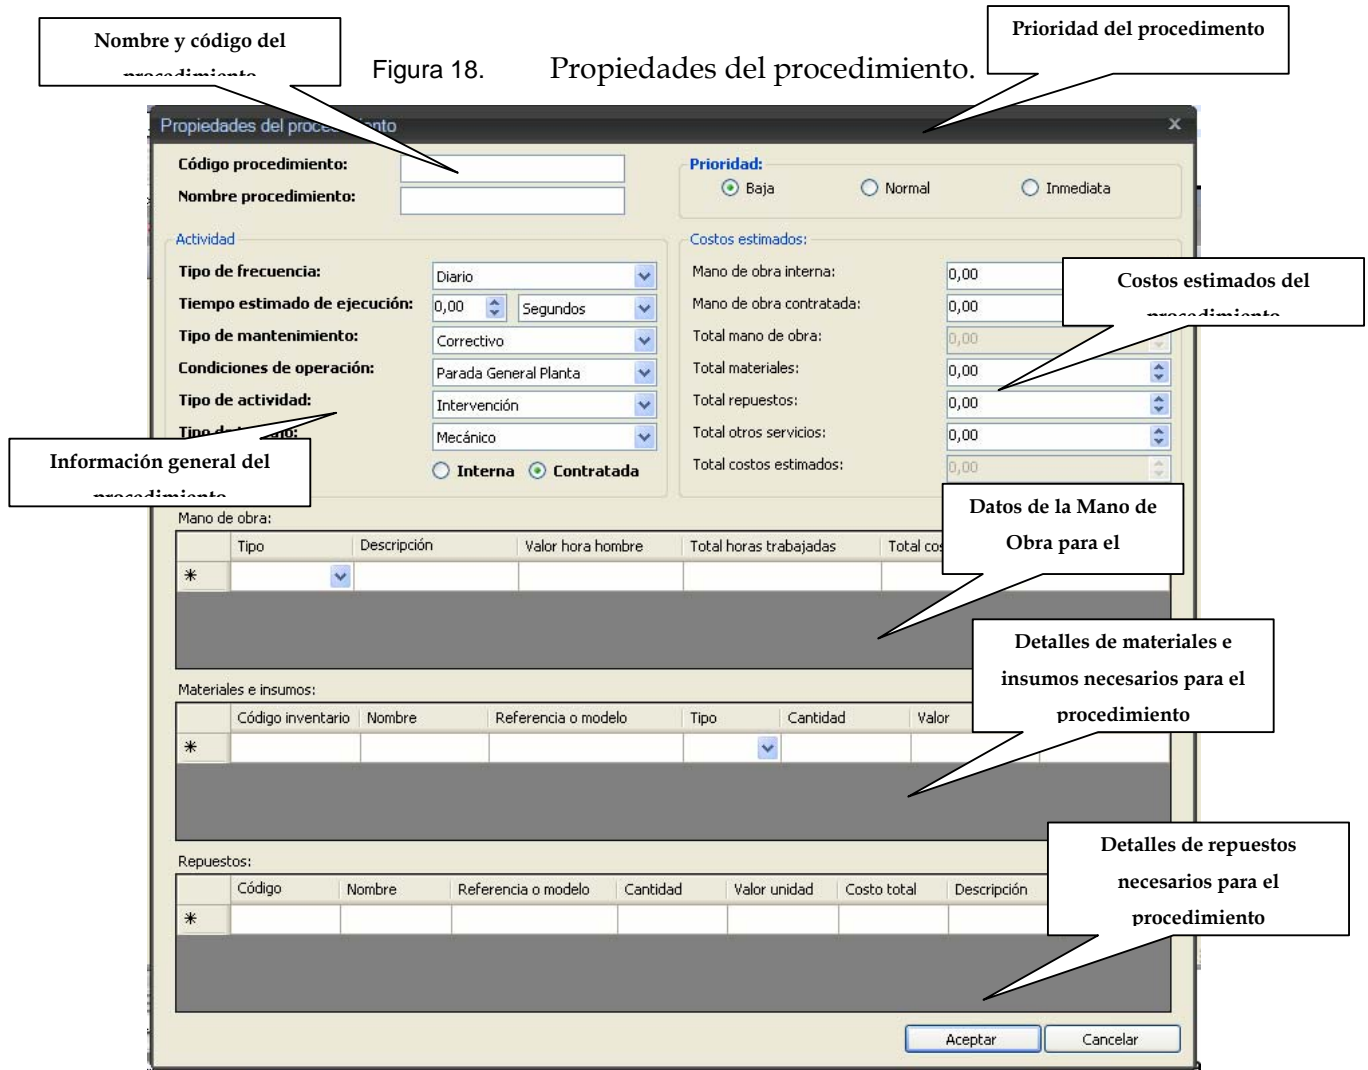 Nombre y código del
procedimiento
Prioridad del procedimento
Figura 18. Propiedades del procedimiento.
Propiedades del procedimiento
Código procedimiento:
Nombre procedimiento:
Prioridad:
Baja Normal Inmediata
Actividad
Tipo de frecuencia: Diario
Tiempo estimado de ejecución: 0,00 Segundos
Tipo de mantenimiento: Correctivo
Condiciones de operación: Parada General Planta
Tipo de actividad: Intervención
Mecánico
Interna Contratada
Información general del
procedimiento
Costos estimados:
Mano de obra interna: 0,00
Mano de obra contratada: 0,00
Total mano de obra: 0,00
Total materiales: 0,00
Total repuestos: 0,00
Total otros servicios: 0,00
Total costos estimados: 0,00
Costos estimados del
procedimiento
Mano de obra:
Tipo Descripción Valor hora hombre Total horas trabajadas Total
Datos de la Mano de
Obra para el
Materiales e insumos:
Código inventario Nombre Referencia o modelo Tipo Cantidad Valor
Detalles de materiales e
insumos necesarios para el
procedimiento
Repuestos:
Código Nombre Referencia o modelo Cantidad Valor unidad Costo total Descripción
Detalles de repuestos
necesarios para el
procedimiento
Aceptar Cancelar